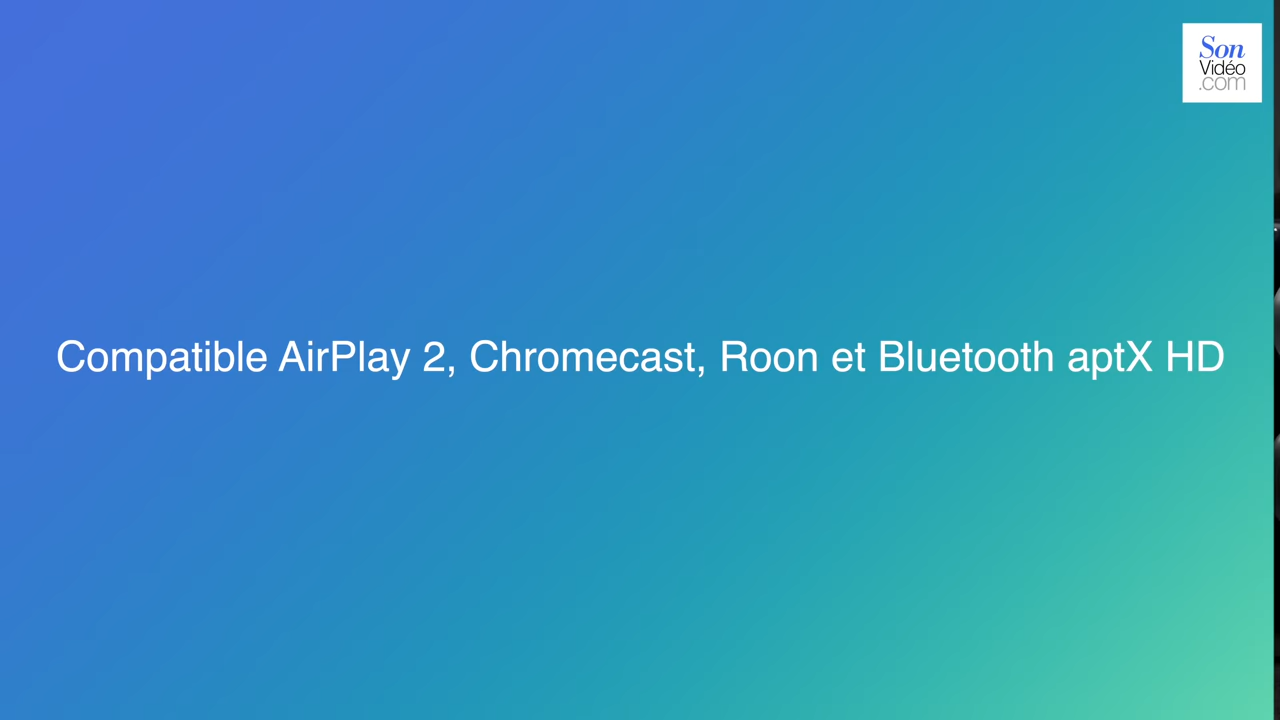 Son
Vidéo
.com
Compatible AirPlay 2, Chromecast, Roon et Bluetooth aptX HD